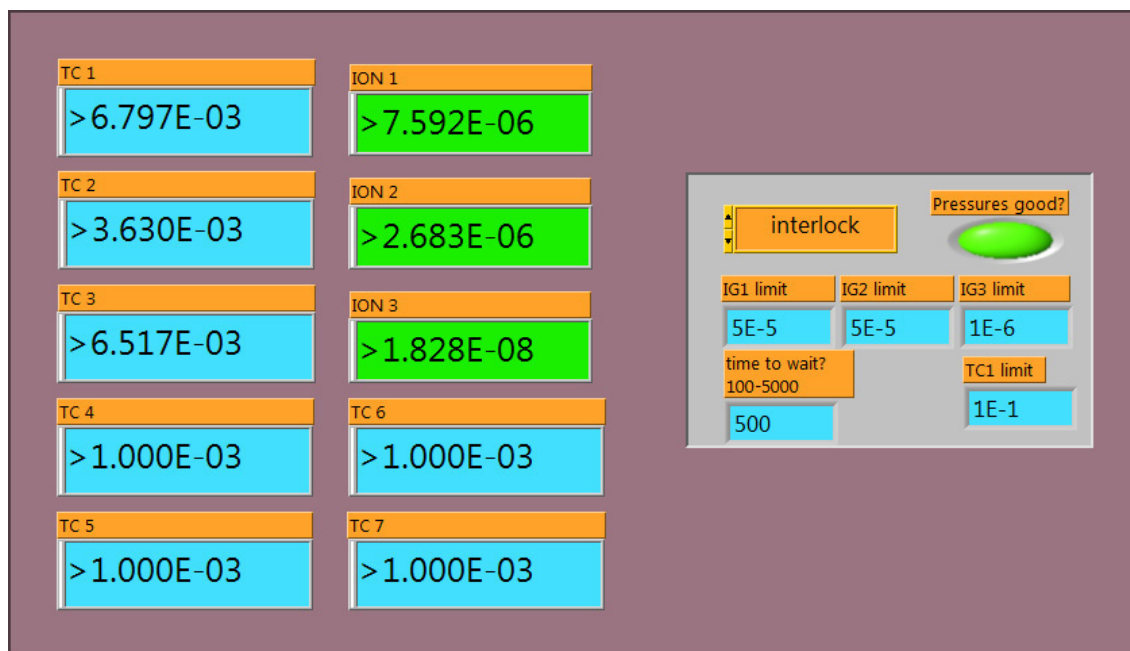 TC 1
>6.797E-03
ION 1
>7.592E-06
TC 2
>3.630E-03
ION 2
>2.683E-06
TC 3
>6.517E-03
ION 3
>1.828E-08
TC 4
>1.000E-03
TC 6
>1.000E-03
TC 5
>1.000E-03
TC 7
>1.000E-03
interlock
Pressures good?
IG1 limit
5E-5
IG2 limit
5E-5
IG3 limit
1E-6
time to wait?
100-5000
500
TC1 limit
1E-1